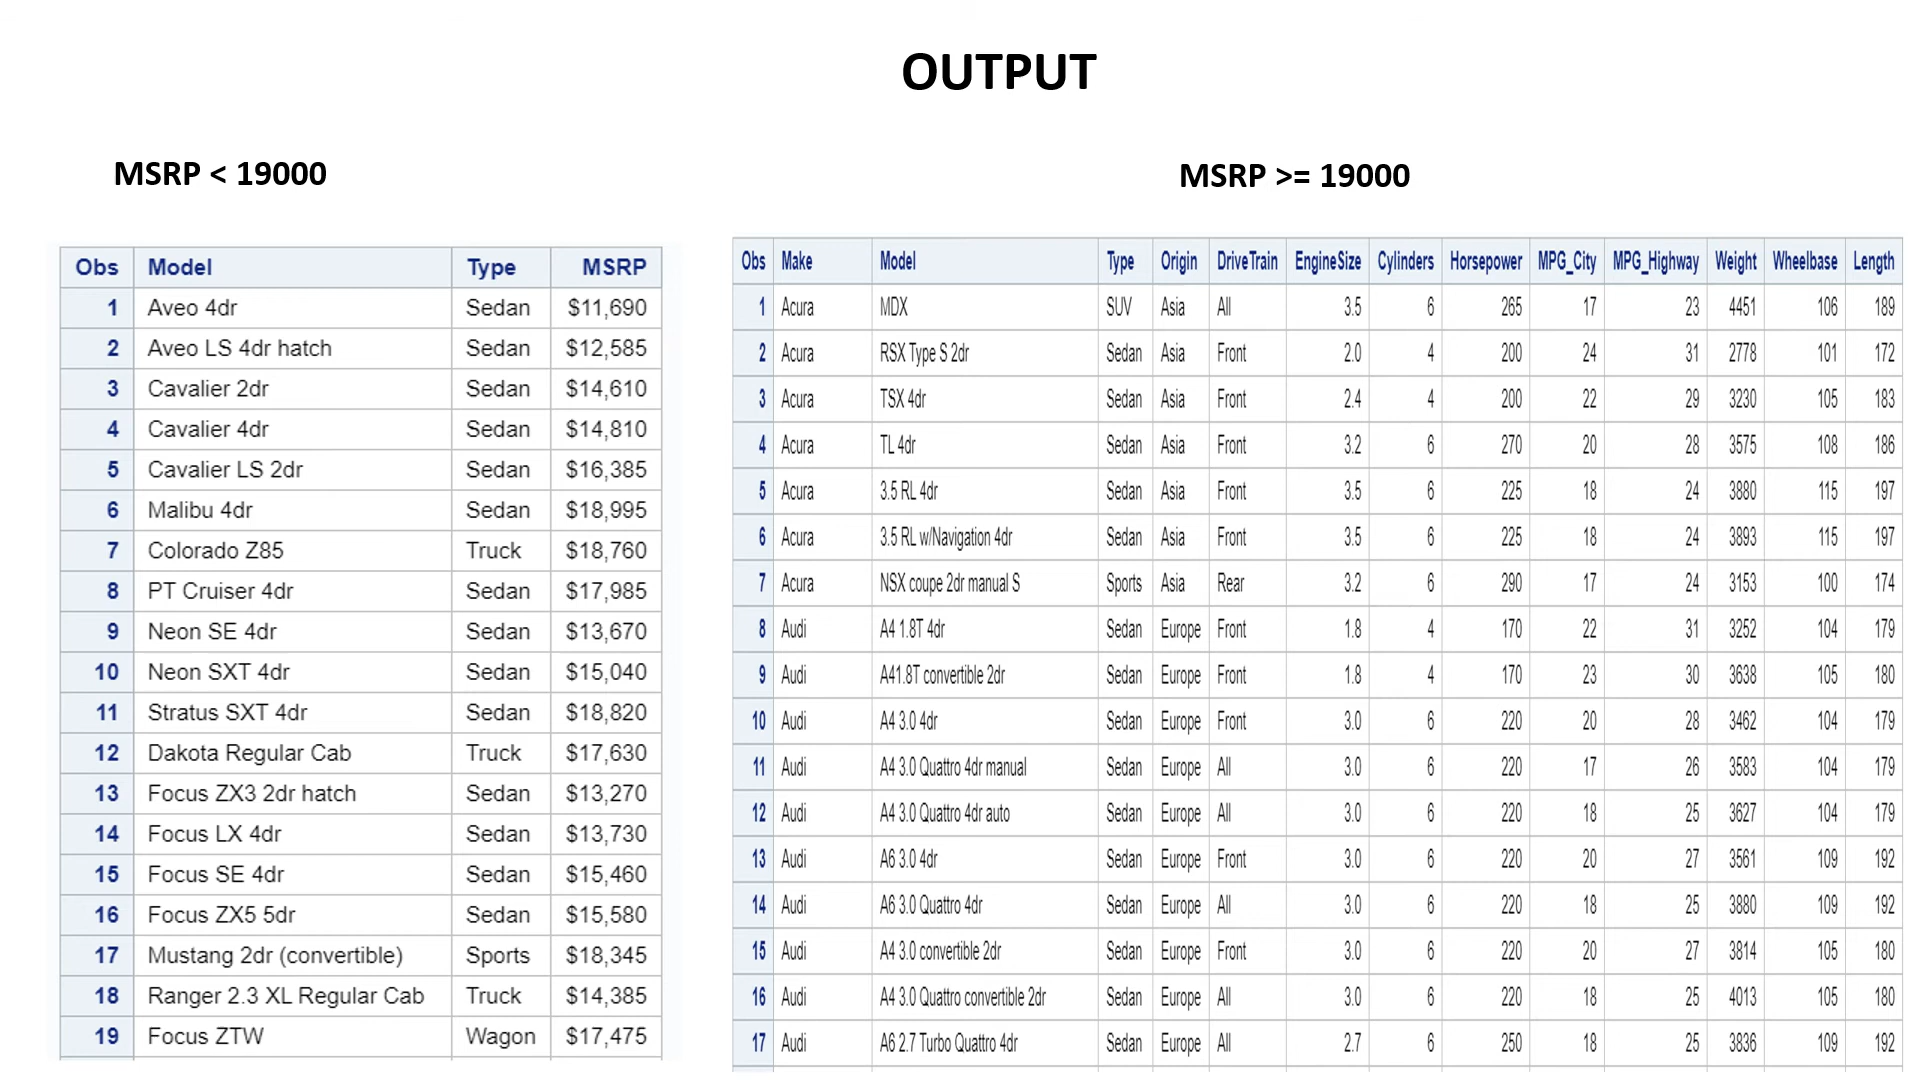 OUTPUT
MSRP < 19000
Obs Model Type MSRP
1 Aveo 4dr Sedan $11,690
2 Aveo LS 4dr hatch Sedan $12,585
3 Cavalier 2dr Sedan $14,610
4 Cavalier 4dr Sedan $14,810
5 Cavalier LS 2dr Sedan $16,385
6 Malibu 4dr Sedan $18,995
7 Colorado Z85 Truck $18,760
8 PT Cruiser 4dr Sedan $17,985
9 Neon SE 4dr Sedan $13,670
10 Neon SXT 4dr Sedan $15,040
11 Stratus SXT 4dr Sedan $18,820
12 Dakota Regular Cab Truck $17,630
13 Focus ZX3 2dr hatch Sedan $13,270
14 Focus LX 4dr Sedan $13,730
15 Focus SE 4dr Sedan $15,460
16 Focus ZX5 5dr Sedan $15,580
17 Mustang 2dr (convertible) Sports $18,345
18 Ranger 2.3 XL Regular Cab Truck $14,385
19 Focus ZTW Wagon $17,475
MSRP >= 19000
Obs Make Model Type Origin DriveTrain EngineSize Cylinders Horsepower MPG_City MPG_Highway Weight Wheelbase Length
1 Acura MDX SUV Asia All 3.5 6 265 17 23 4451 106 189
2 Acura RSX Type S 2dr Sedan Asia Front 2.0 4 200 24 31 2778 101 172
3 Acura TSX 4dr Sedan Asia Front 2.4 4 200 22 29 3230 105 183
4 Acura TL 4dr Sedan Asia Front 3.2 6 270 20 28 3575 108 186
5 Acura 3.5 RL 4dr Sedan Asia Front 3.5 6 225 18 24 3880 115 197
6 Acura 3.5 RL w/Navigation 4dr Sedan Asia Front 3.5 6 225 18 24 3893 115 197
7 Acura NSX coupe 2dr manual S Sports Asia Rear 3.2 6 290 17 24 3153 100 174
8 Audi A4 1.8T 4dr Sedan Europe Front 1.8 4 170 22 31 3252 104 179
9 Audi A41.8T convertible 2dr Sedan Europe Front 1.8 4 170 23 30 3638 105 180
10 Audi A4 3.0 4dr Sedan Europe Front 3.0 6 220 20 28 3462 104 179
11 Audi A4 3.0 Quattro 4dr manual Sedan Europe All 3.0 6 220 17 26 3583 104 179
12 Audi A4 3.0 Quattro 4dr auto Sedan Europe All 3.0 6 220 18 25 3627 104 179
13 Audi A6 3.0 4dr Sedan Europe Front 3.0 6 220 20 27 3561 109 192
14 Audi A6 3.0 Quattro 4dr Sedan Europe All 3.0 6 220 18 25 3880 109 192
15 Audi A4 3.0 convertible 2dr Sedan Europe Front 3.0 6 220 20 27 3814 105 180
16 Audi A4 3.0 Quattro convertible 2dr Sedan Europe All 3.0 6 220 18 25 4013 105 180
17 Audi A6 2.7 Turbo Quattro 4dr Sedan Europe All 2.7 6 250 18 25 3836 109 192